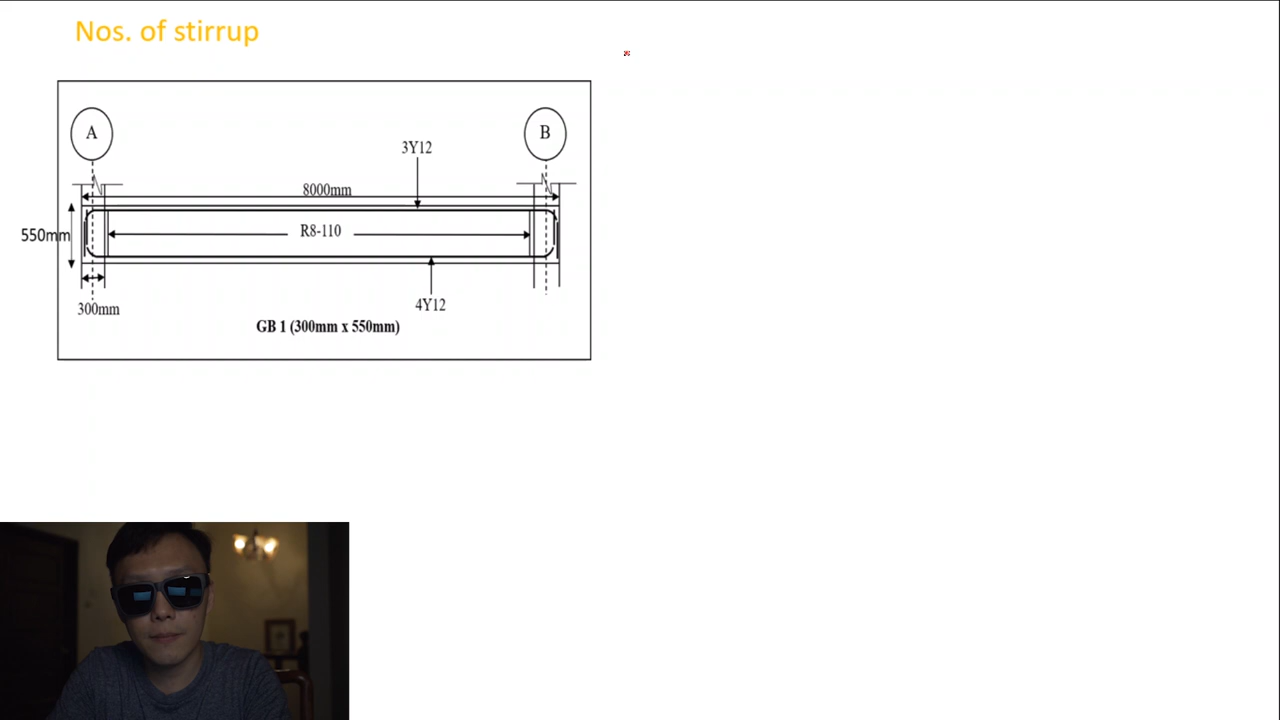 Nos. of stirrup
A
B
3Y12
8000mm
R8-110
550mm
300mm
4Y12
GB 1 (300mm x 550mm)